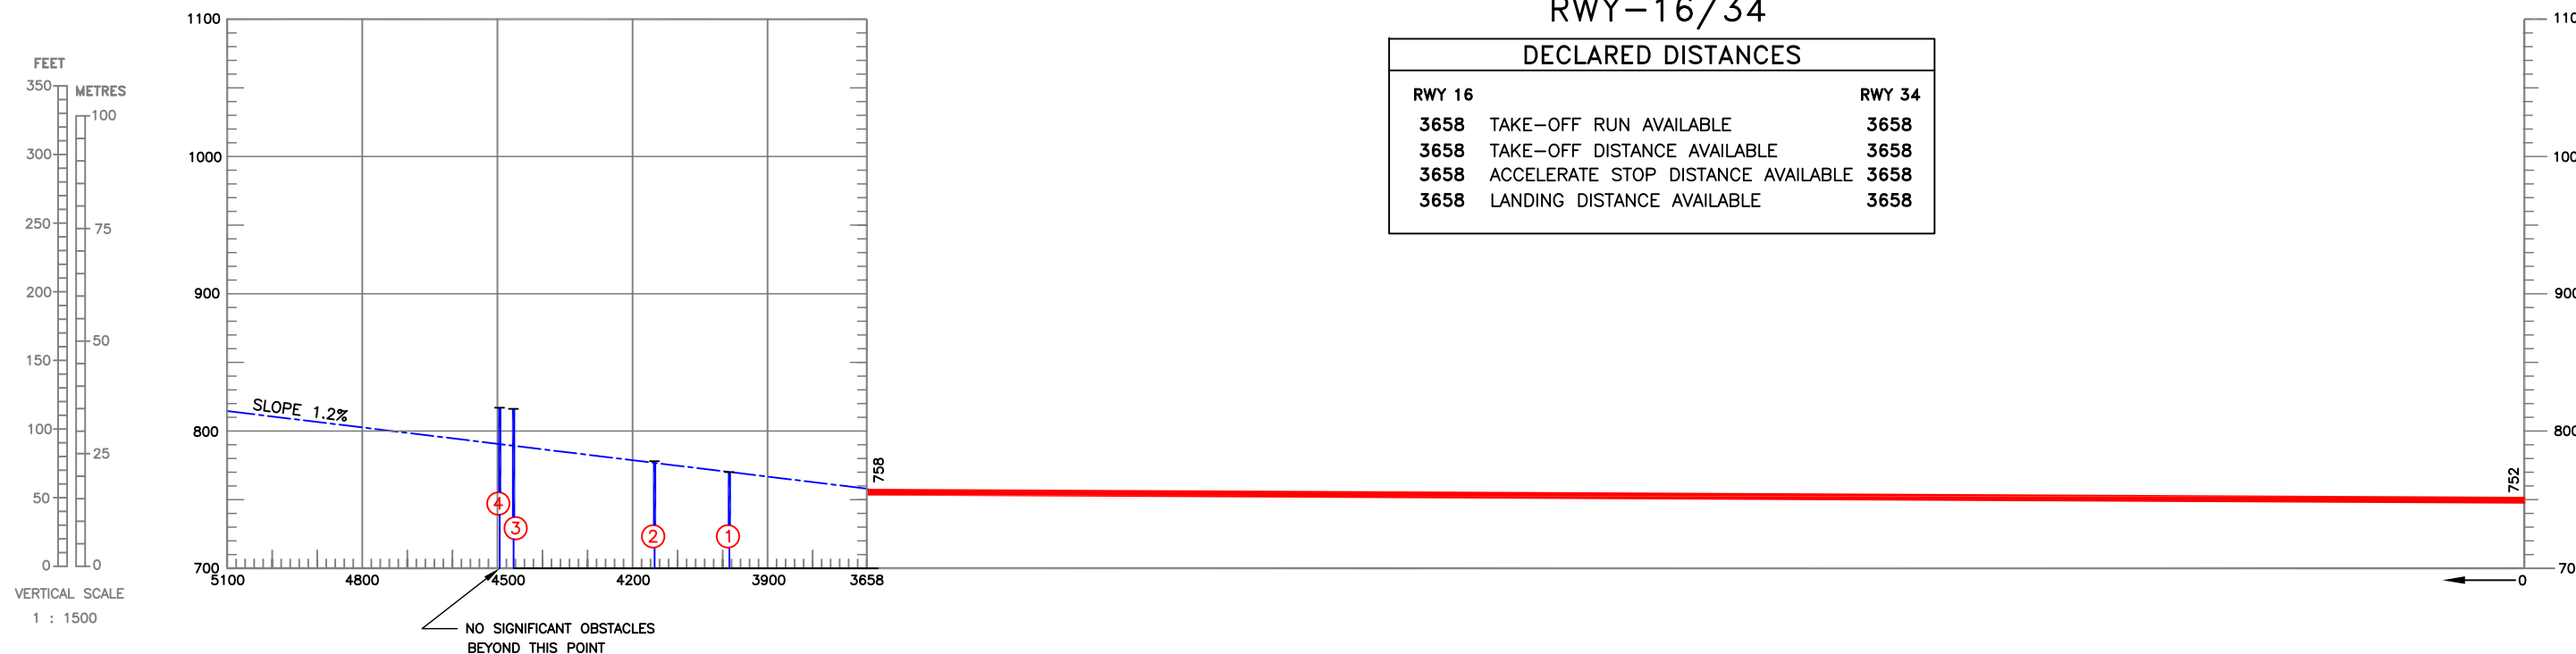 RWY-16/34
DECLARED DISTANCES
RWY 16 RWY 34
3658 TAKE-OFF RUN AVAILABLE 3658
3658 TAKE-OFF DISTANCE AVAILABLE 3658
3658 ACCELERATE STOP DISTANCE AVAILABLE 3658
3658 LANDING DISTANCE AVAILABLE 3658
FEET
350
300
250
200
150
100
50
0
METRES
100
75
50
25
0
VERTICAL SCALE
1 : 1500
1100
1000
900
800
700
SLOPE 1.2%
4
3
2
1
758
752
5100 4800 4500 4200 3900 3658
0
NO SIGNIFICANT OBSTACLES
BEYOND THIS POINT
900
800